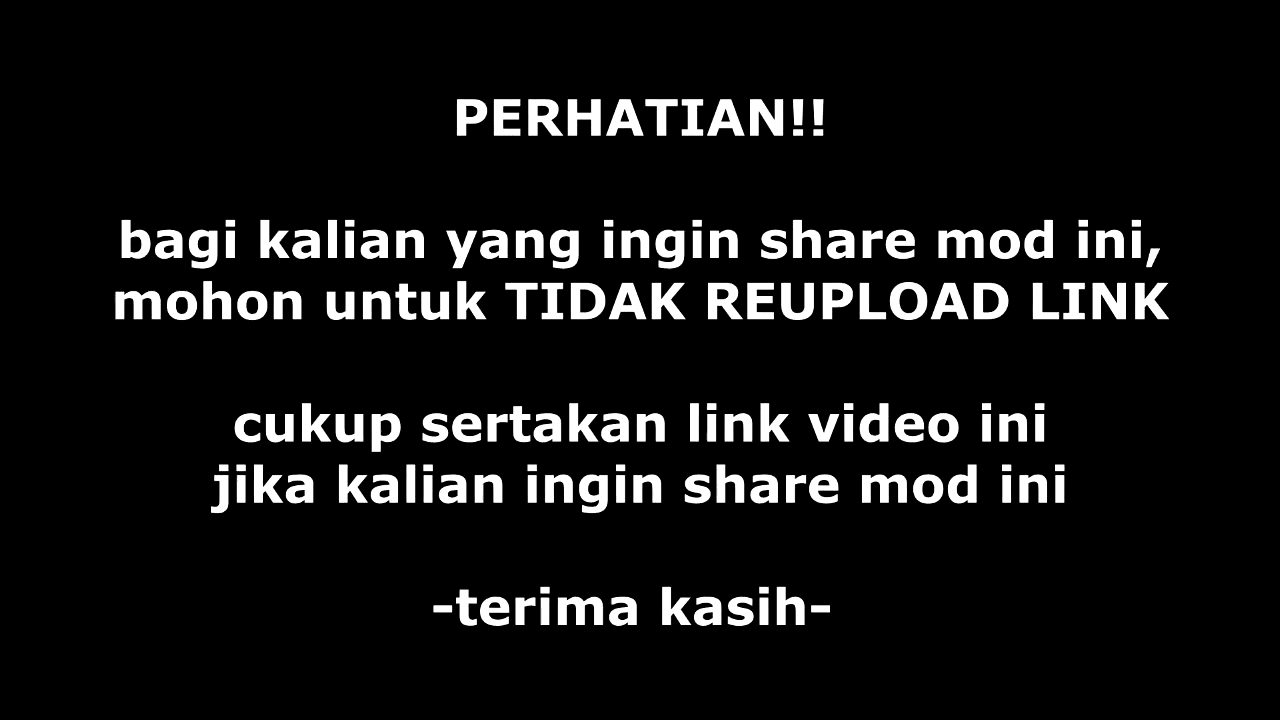 PERHATIAN!!
bagi kalian yang ingin share mod ini,
mohon untuk TIDAK REUPLOAD LINK
cukup sertakan link video ini
jika kalian ingin share mod ini
-terima kasih-